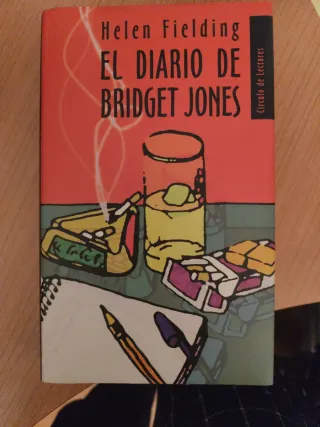 Helen Fielding
EL DIARIO DE
BRIDGET JONES
Círculo de Lectores